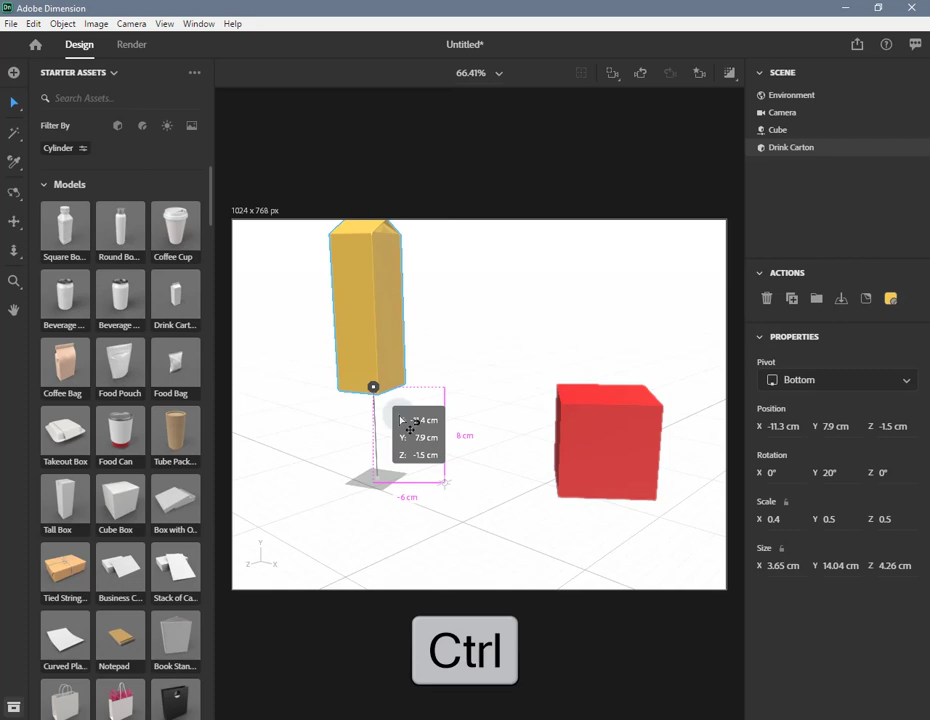 Dn Adobe Dimension
File Edit Object Image Camera View Window Help
Design Render Untitled*
STARTER ASSETS
66.41%
Search Assets...
Filter By
Cylinder
Models
Square Bo... Round Bo... Coffee Cup
Beverage ... Beverage ... Drink Cart...
Coffee Bag Food Pouch Food Bag
Takeout Box Food Can Tube Pack...
Tall Box Cube Box Box with O...
Tied String... Business C... Stack of Ca...
Curved Pla... Notepad Book Stan...
1024 x 768 px
Y: 7.9 cm
Z: -1.5 cm
8 cm
-6 cm
Y
Z X
Ctrl
SCENE
Environment
Camera
Cube
Drink Carton
ACTIONS
PROPERTIES
Pivot
Bottom
Position
X -11.3 cm Y 7.9 cm Z -1.5 cm
Rotation
X 0° Y 20° Z 0°
Scale
X 0.4 Y 0.5 Z 0.5
Size
X 3.65 cm Y 14.04 cm Z 4.26 cm